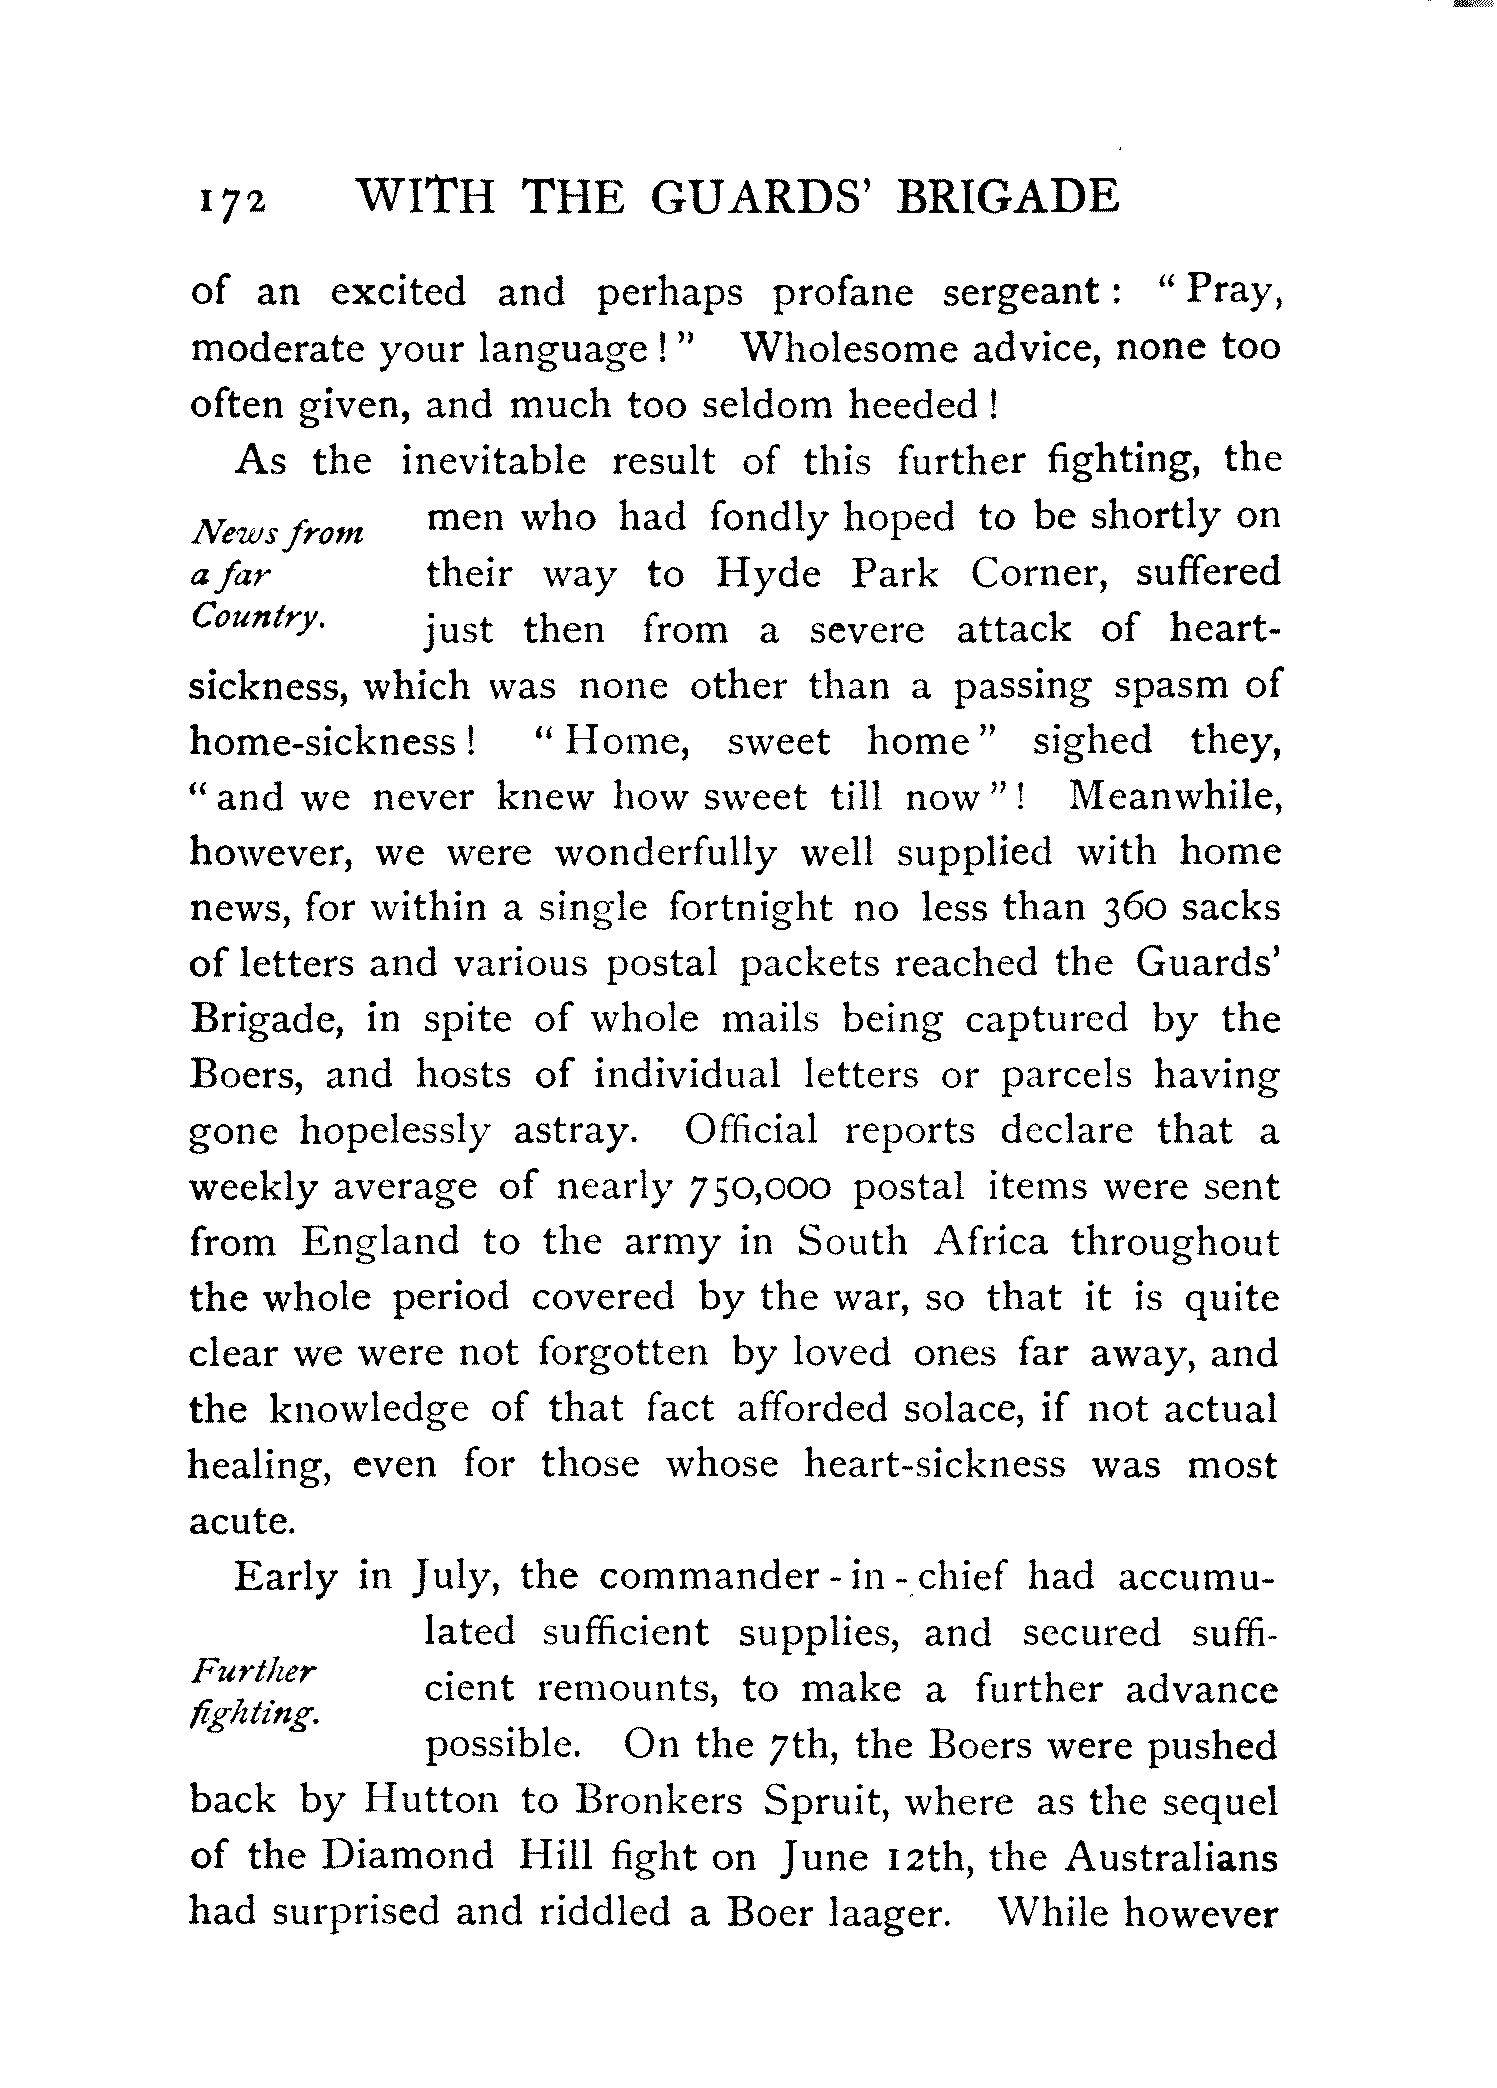 172 WITH THE GUARDS' BRIGADE
of an excited and perhaps profane sergeant: "Pray,
moderate your language!" Wholesome advice, none too
often given, and much too seldom heeded!
As the inevitable result of this further fighting, the
News from
a far
Country.
men who had fondly hoped to be shortly on
their way to Hyde Park Corner, suffered
just then from a severe attack of heart-
sickness, which was none other than a passing spasm of
home-sickness! "Home, sweet home" sighed they,
"and we never knew how sweet till now"! Meanwhile,
however, we were wonderfully well supplied with home
news, for within a single fortnight no less than 360 sacks
of letters and various postal packets reached the Guards'
Brigade, in spite of whole mails being captured by the
Boers, and hosts of individual letters or parcels having
gone hopelessly astray. Official reports declare that a
weekly average of nearly 750,000 postal items were sent
from England to the army in South Africa throughout
the whole period covered by the war, so that it is quite
clear we were not forgotten by loved ones far away, and
the knowledge of that fact afforded solace, if not actual
healing, even for those whose heart-sickness was most
acute.
Early in July, the commander-in-chief had accumu-
Further
fighting.
lated sufficient supplies, and secured suffi-
cient remounts, to make a further advance
possible. On the 7th, the Boers were pushed
back by Hutton to Bronkers Spruit, where as the sequel
of the Diamond Hill fight on June 12th, the Australians
had surprised and riddled a Boer laager. While however